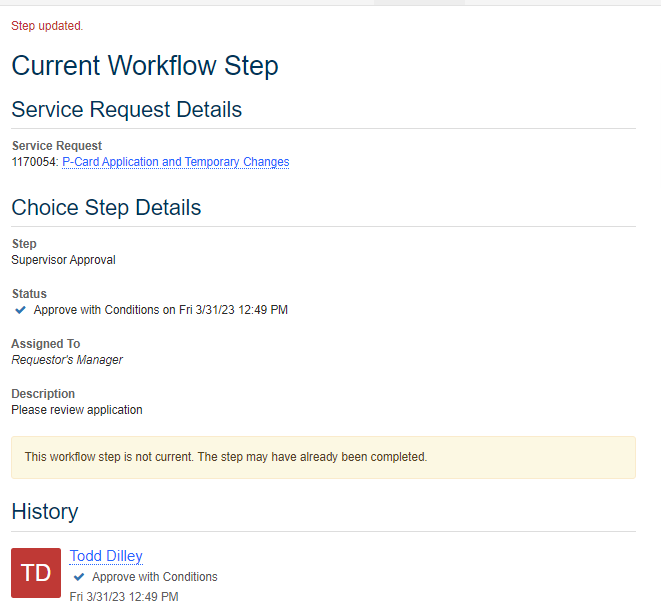 Step updated.
Current Workflow Step
Service Request Details
Service Request
1170054: P-Card Application and Temporary Changes
Choice Step Details
Step
Supervisor Approval
Status
Approve with Conditions on Fri 3/31/23 12:49 PM
Assigned To
Requestor's Manager
Description
Please review application
This workflow step is not current. The step may have already been completed.
History
TD
Todd Dilley
Approve with Conditions
Fri 3/31/23 12:49 PM